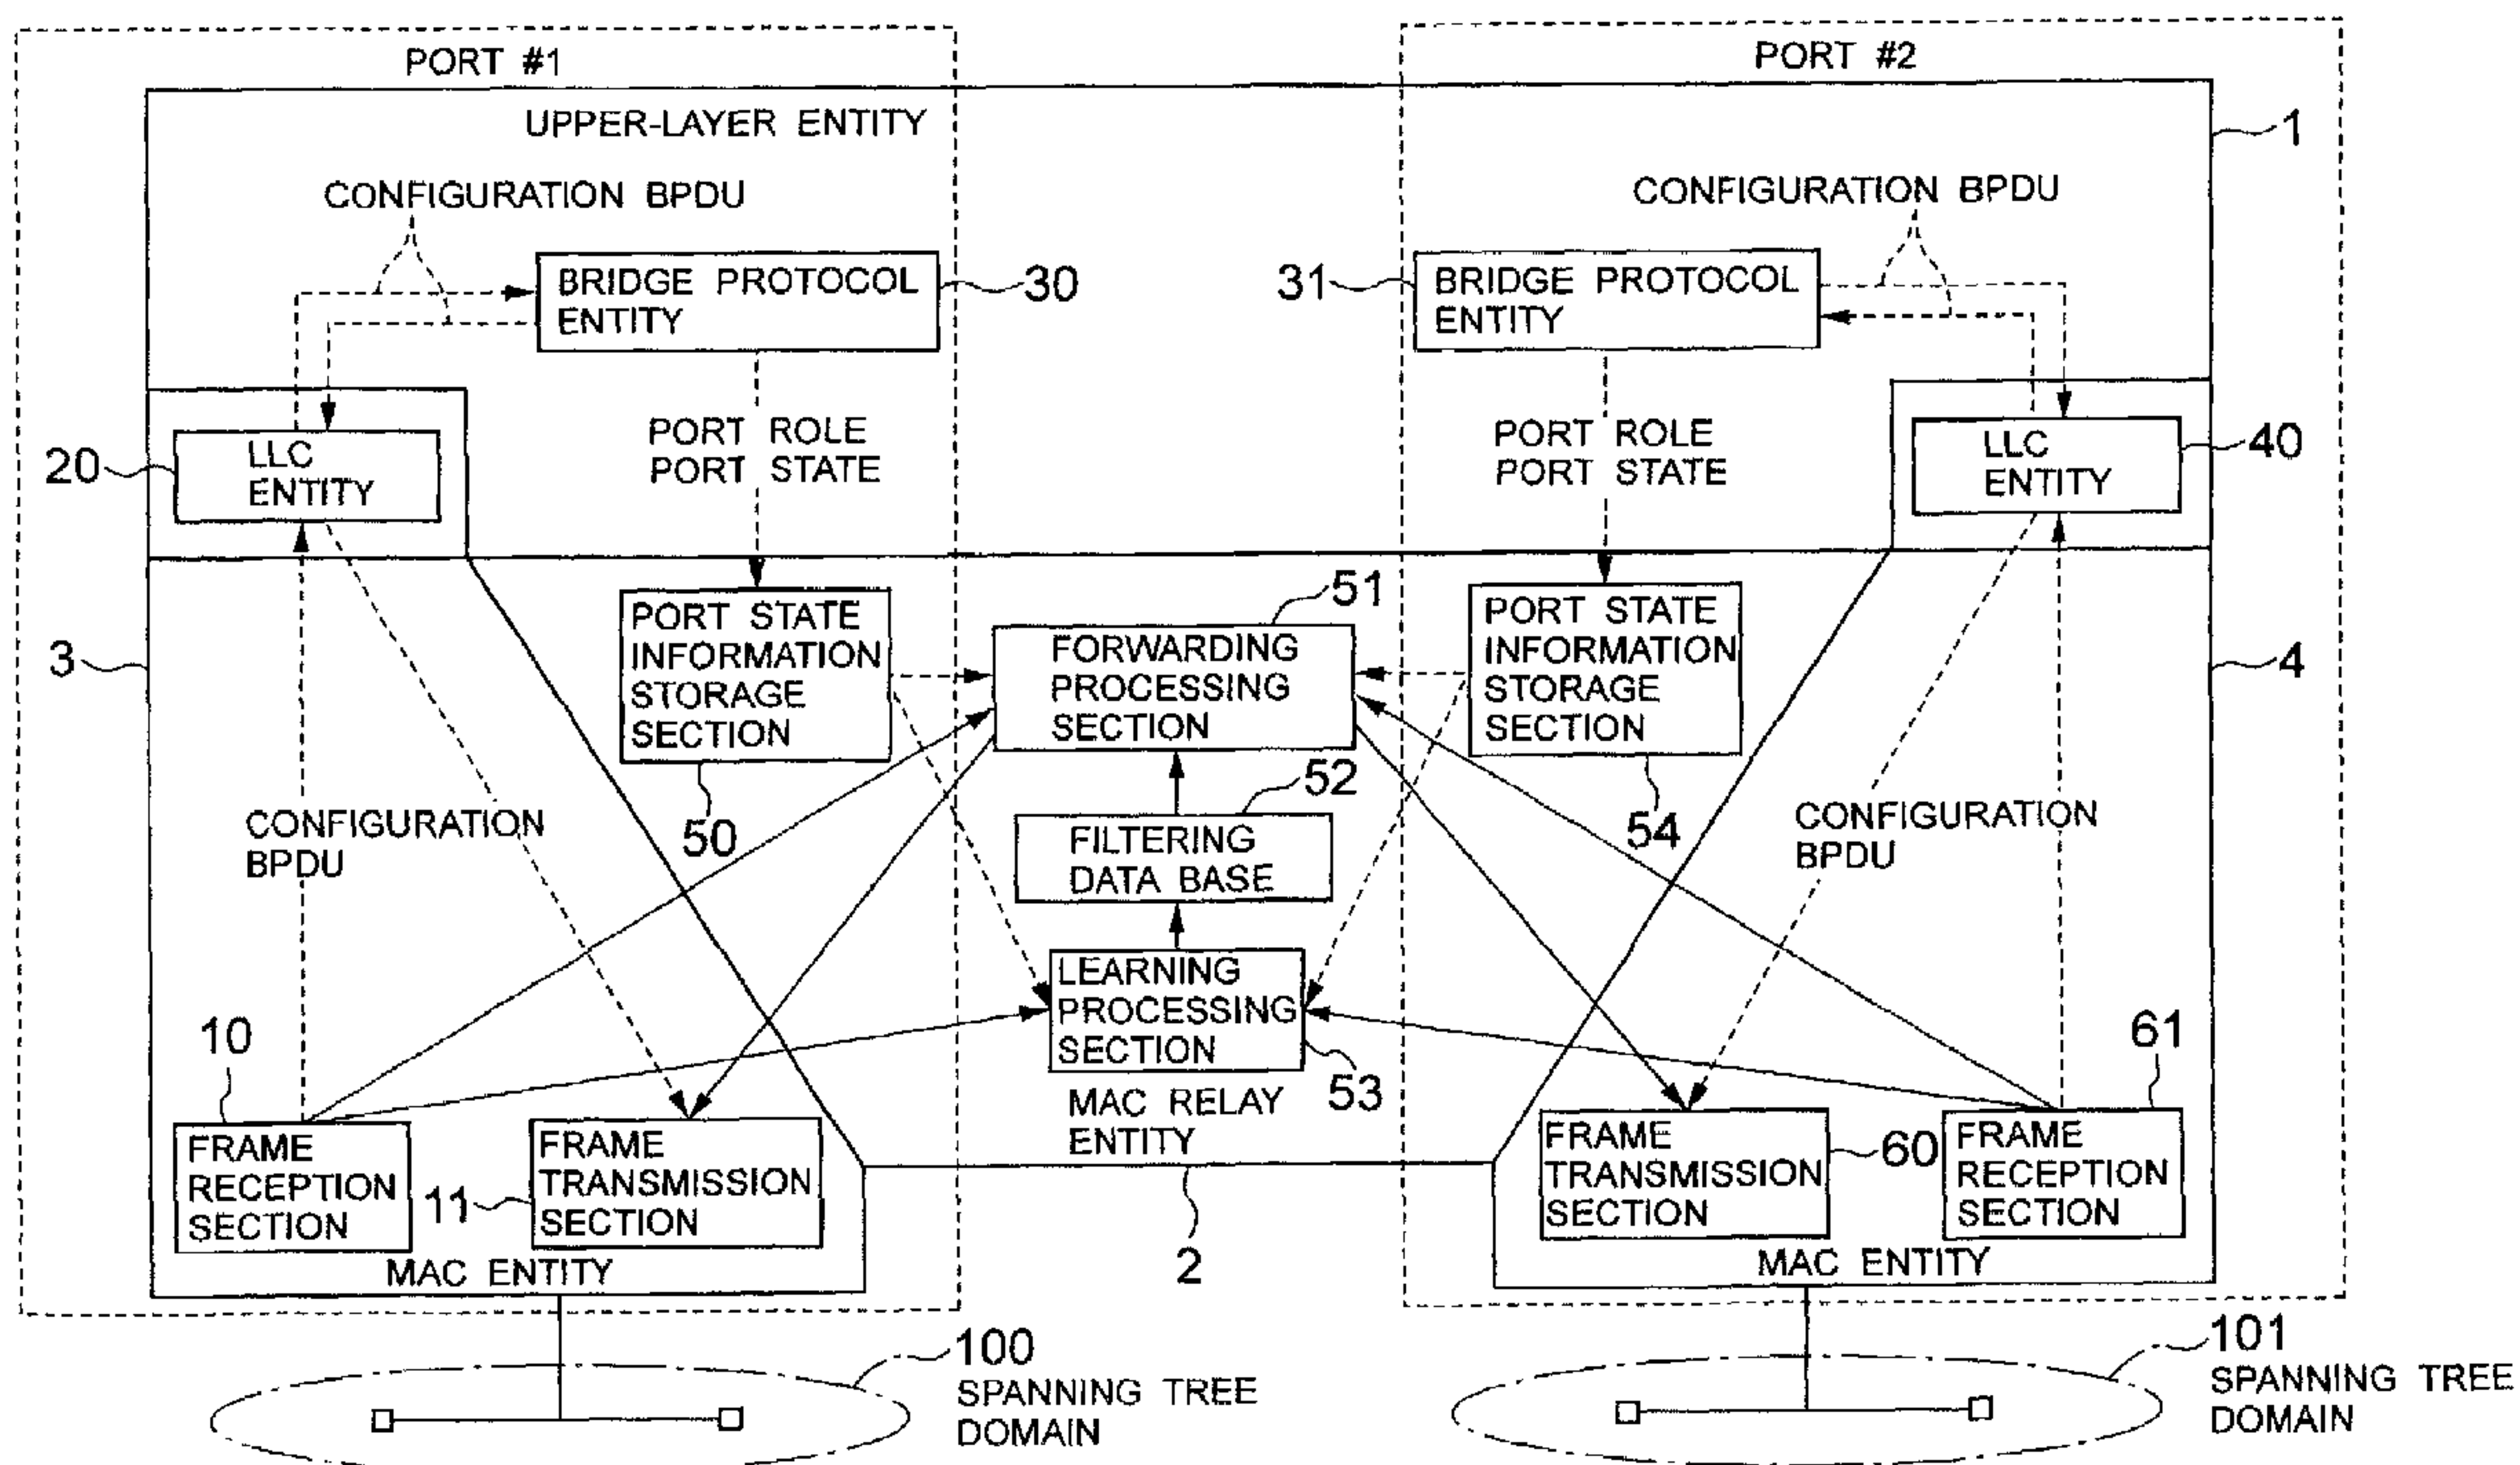 PORT #1
PORT #2
UPPER-LAYER ENTITY
1
CONFIGURATION BPDU
CONFIGURATION BPDU
BRIDGE PROTOCOL
ENTITY
30
31
BRIDGE PROTOCOL
ENTITY
PORT ROLE
PORT STATE
PORT ROLE
PORT STATE
20
LLC
ENTITY
LLC
ENTITY
40
3
PORT STATE
INFORMATION
STORAGE
SECTION
50
51
FORWARDING
PROCESSING
SECTION
PORT STATE
INFORMATION
STORAGE
SECTION
54
4
52
FILTERING
DATA BASE
CONFIGURATION
BPDU
CONFIGURATION
BPDU
LEARNING
PROCESSING
SECTION
53
MAC RELAY
ENTITY
2
10
FRAME
RECEPTION
SECTION
11
FRAME
TRANSMISSION
SECTION
MAC ENTITY
FRAME
TRANSMISSION
SECTION
60
61
FRAME
RECEPTION
SECTION
MAC ENTITY
100
SPANNING TREE
DOMAIN
101
SPANNING TREE
DOMAIN